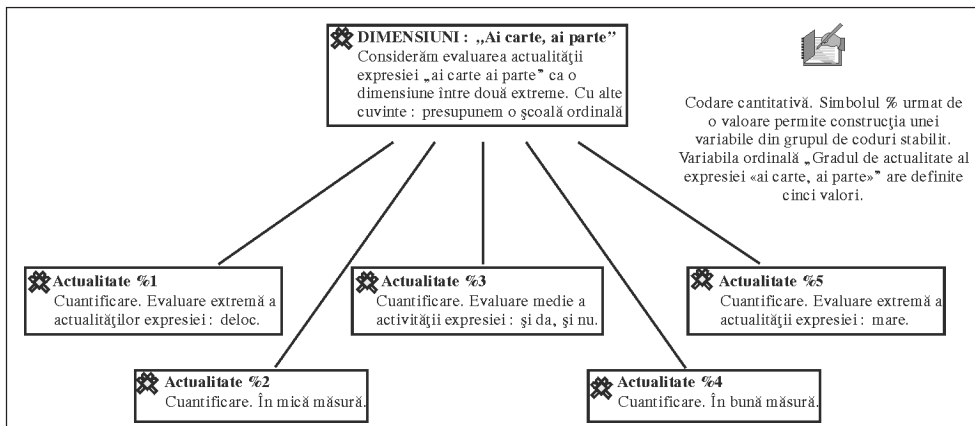 DIMENSIUNI : „Ai carte, ai parte”
Considerăm evaluarea actualităţii
expresiei „ai carte ai parte” ca o
dimensiune între două extreme. Cu alte
cuvinte : presupunem o şcoală ordinală
Codare cantitativă. Simbolul % urmat de
o valoare permite construcţia unei
variabile din grupul de coduri stabilit.
Variabila ordinală „Gradul de actualitate al
expresiei «ai carte, ai parte»” are definite
cinci valori.
Actualitate %1
Cuantificare. Evaluare extremă a
actualităţilor expresiei : deloc.
Actualitate %3
Cuantificare. Evaluare medie a
activităţii expresiei : şi da, şi nu.
Actualitate %5
Cuantificare. Evaluare extremă a
actualităţii expresiei : mare.
Actualitate %2
Cuantificare. În mică măsură.
Actualitate %4
Cuantificare. În bună măsură.